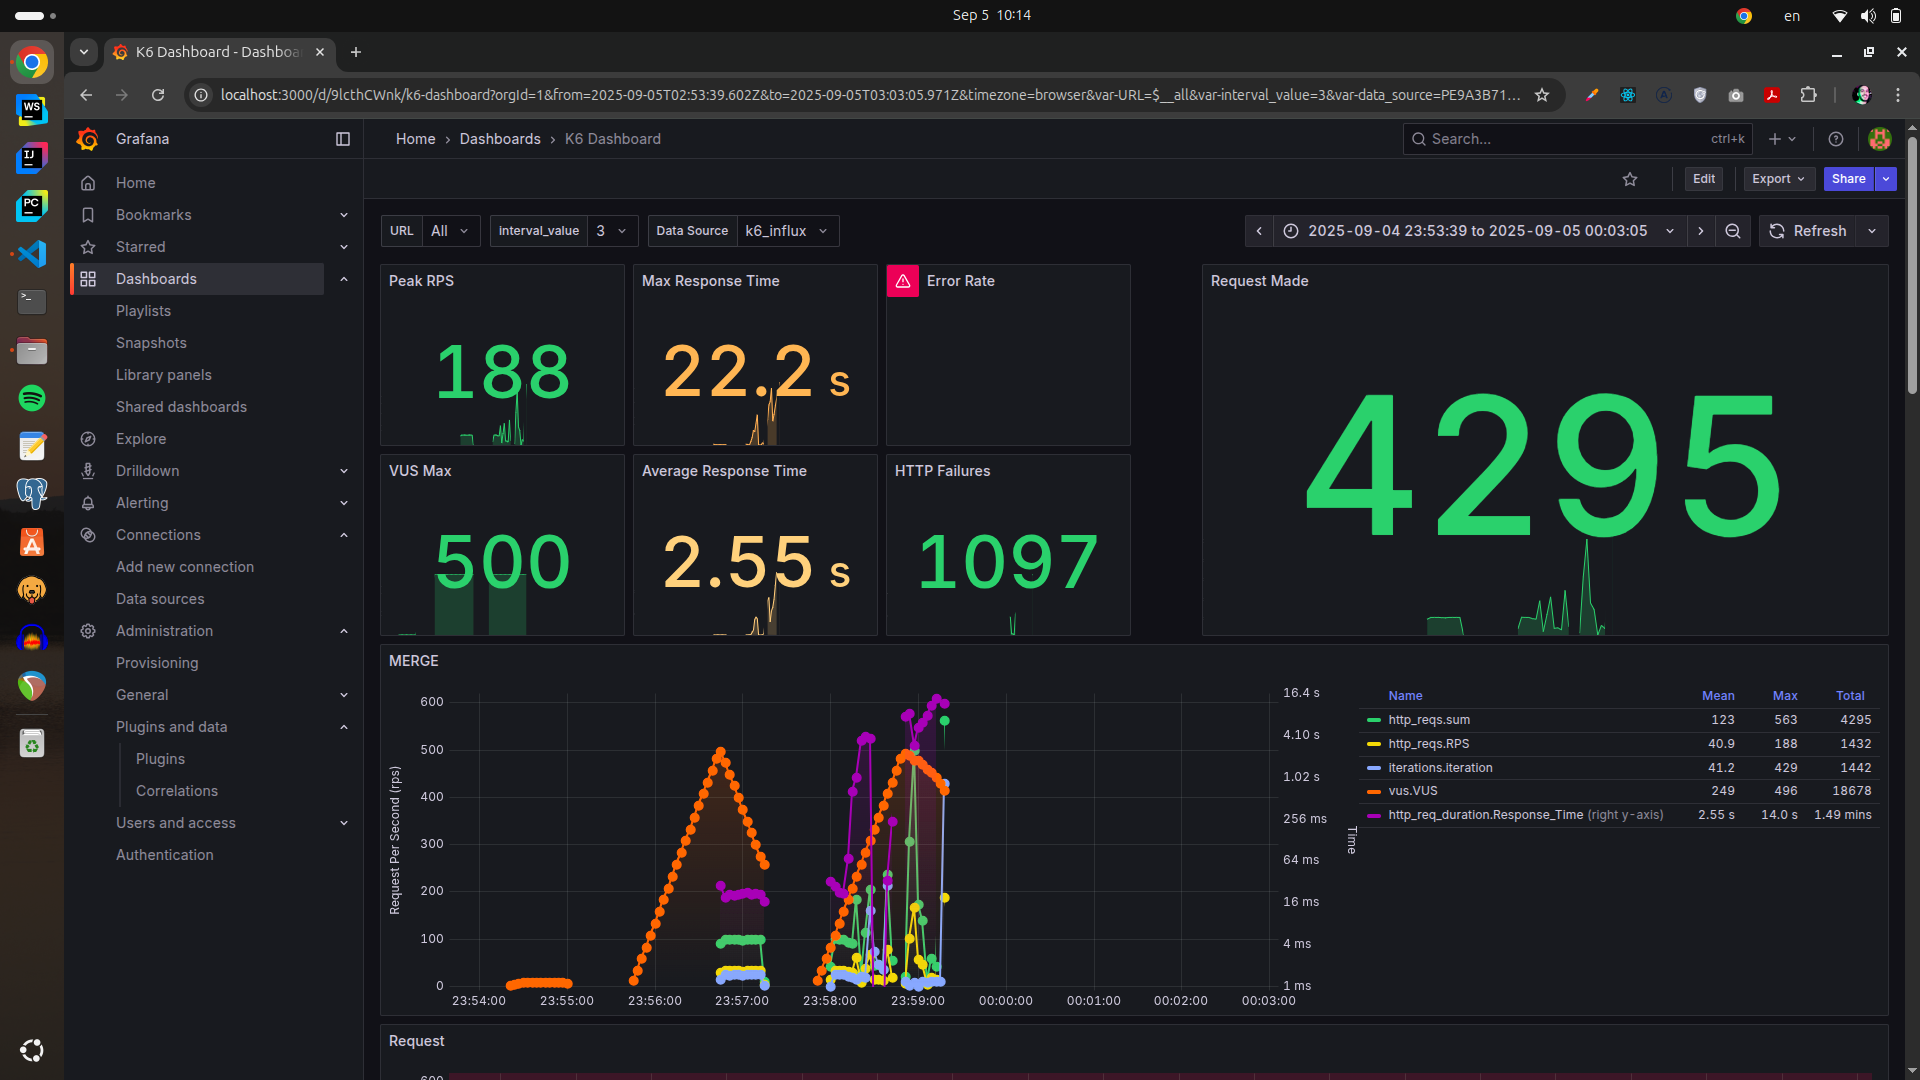 Sep 5 10:14
en
K6 Dashboard - Dashboa
localhost:3000/d/9lcthCWnk/k6-dashboard?orgId=1&from=2025-09-05T02:53:39.602Z&to=2025-09-05T03:03:05.971Z&timezone=browser&var-URL=$__all&var-interval_value=3&var-data_source=PE9A3B71...
Grafana
Home › Dashboards › K6 Dashboard
Search...
ctrl+k
Edit
Export
Share
Home
Bookmarks
Starred
Dashboards
Playlists
Snapshots
Library panels
Shared dashboards
Explore
Drilldown
Alerting
Connections
Add new connection
Data sources
Administration
Provisioning
General
Plugins and data
Plugins
Correlations
Users and access
Authentication
WS
IJ
PC
URL All
interval_value 3
Data Source k6_influx
2025-09-04 23:53:39 to 2025-09-05 00:03:05
Refresh
Peak RPS
188
Max Response Time
22.2 s
Error Rate
Request Made
4295
VUS Max
500
Average Response Time
2.55 s
HTTP Failures
1097
MERGE
Request Per Second (rps)
600
500
400
300
200
100
0
23:54:00 23:55:00 23:56:00 23:57:00 23:58:00 23:59:00 00:00:00 00:01:00 00:02:00 00:03:00
16.4 s
4.10 s
1.02 s
256 ms
64 ms
16 ms
4 ms
1 ms
Time
Name Mean Max Total
http_reqs.sum 123 563 4295
http_reqs.RPS 40.9 188 1432
iterations.iteration 41.2 429 1442
vus.VUS 249 496 18678
http_req_duration.Response_Time (right y-axis) 2.55 s 14.0 s 1.49 mins
Request
600